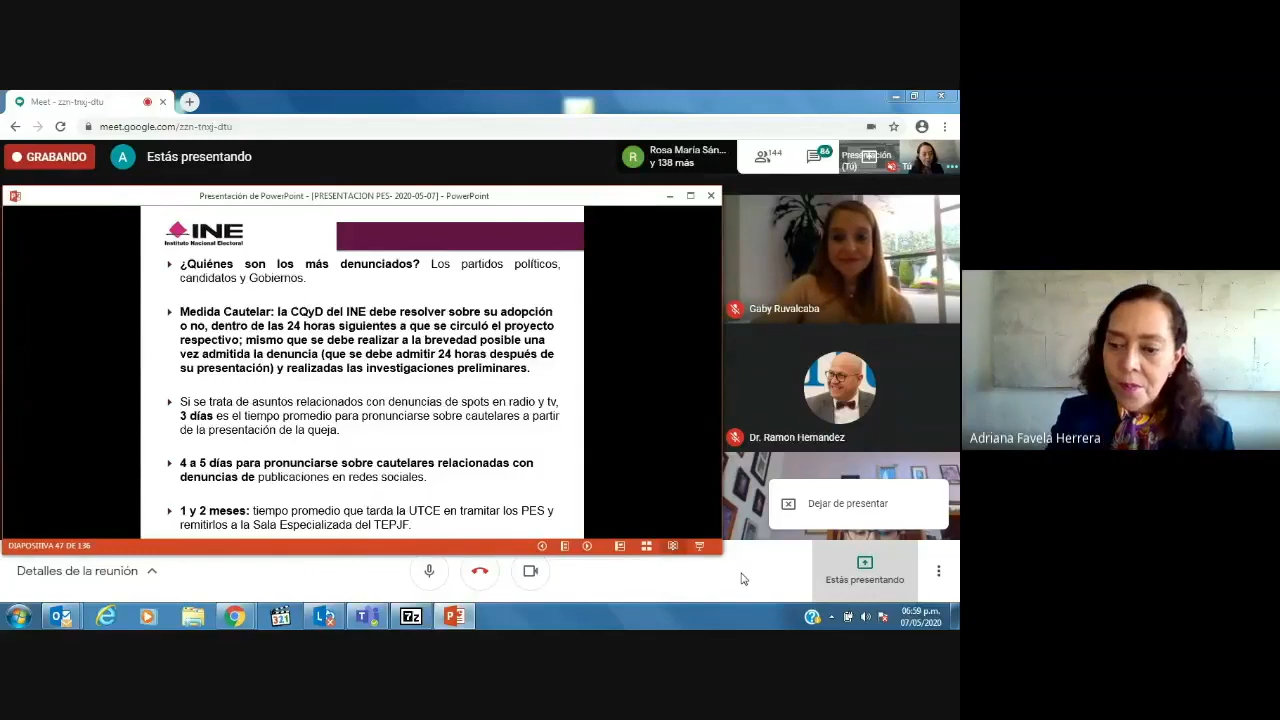 Meet - zzn-tnxj-dtu
meet.google.com/zzn-tnxj-dtu
GRABANDO
A
Estás presentando
R
Rosa María Sán...
y 138 más
144
86
Presentación
(Tú)
Tú
Presentación de PowerPoint - [PRESENTACION PES- 2020-05-07] - PowerPoint
INE
Instituto Nacional Electoral
¿Quiénes son los más denunciados? Los partidos políticos,
candidatos y Gobiernos.
Medida Cautelar: la CQyD del INE debe resolver sobre su adopción
o no, dentro de las 24 horas siguientes a que se circuló el proyecto
respectivo; mismo que se debe realizar a la brevedad posible una
vez admitida la denuncia (que se debe admitir 24 horas después de
su presentación) y realizadas las investigaciones preliminares.
Si se trata de asuntos relacionados con denuncias de spots en radio y tv,
3 días es el tiempo promedio para pronunciarse sobre cautelares a partir
de la presentación de la queja.
4 a 5 días para pronunciarse sobre cautelares relacionadas con
denuncias de publicaciones en redes sociales.
1 y 2 meses: tiempo promedio que tarda la UTCE en tramitar los PES y
remitirlos a la Sala Especializada del TEPJF.
DIAPOSITIVA 47 DE 136
Gaby Ruvalcaba
Dr. Ramon Hernandez
Dejar de presentar
Adriana Favela Herrera
Detalles de la reunión
Estás presentando
321
7z
06:59 p.m.
07/05/2020